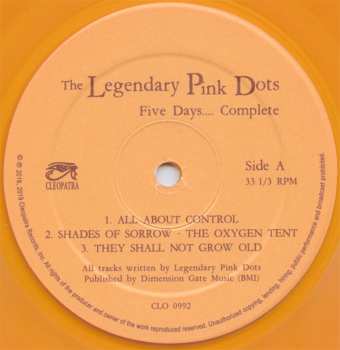 The Legendary Pink Dots
Five Days.... Complete
CLEOPATRA
Side A
33 1/3 RPM
1. ALL ABOUT CONTROL
2. SHADES OF SORROW - THE OXYGEN TENT
3. THEY SHALL NOT GROW OLD
All tracks written by Legendary Pink Dots
Published by Dimension Gate Music (BMI)
CLO 0992
Cleopatra Records, Inc. All rights of the producer and owner of the work reproduced reserved. Unauthorized copying, lending, hiring, public performance and broadcast prohibited.